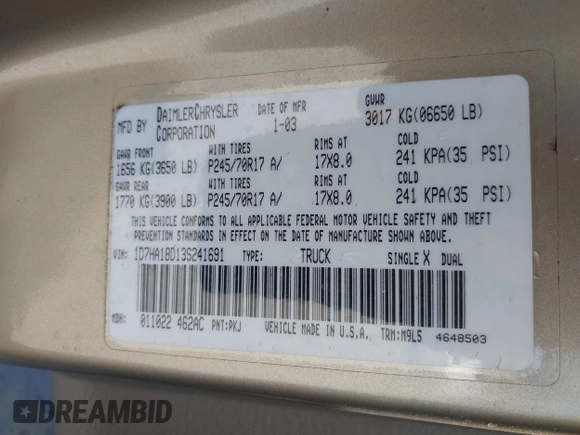 MFD BY DAIMLERCHRYSLER CORPORATION
DATE OF MFR 1-03
GVWR 3017 KG(06650 LB)
GAWR FRONT WITH TIRES RIMS AT COLD
1656 KG(3650 LB) P245/70R17 A/ 17X8.0 241 KPA(35 PSI)
GAWR REAR WITH TIRES RIMS AT COLD
1770 KG(3900 LB) P245/70R17 A/ 17X8.0 241 KPA(35 PSI)
THIS VEHICLE CONFORMS TO ALL APPLICABLE FEDERAL MOTOR VEHICLE SAFETY AND THEFT
PREVENTION STANDARDS IN EFFECT ON THE DATE OF MANUFACTURE SHOWN ABOVE.
VIN: 1D7HA18D13S241691 TYPE: TRUCK SINGLE X DUAL
MDH: 011022 462AC PNT:PKJ VEHICLE MADE IN U.S.A. TRN:M9L5 4648503
DREAMBID